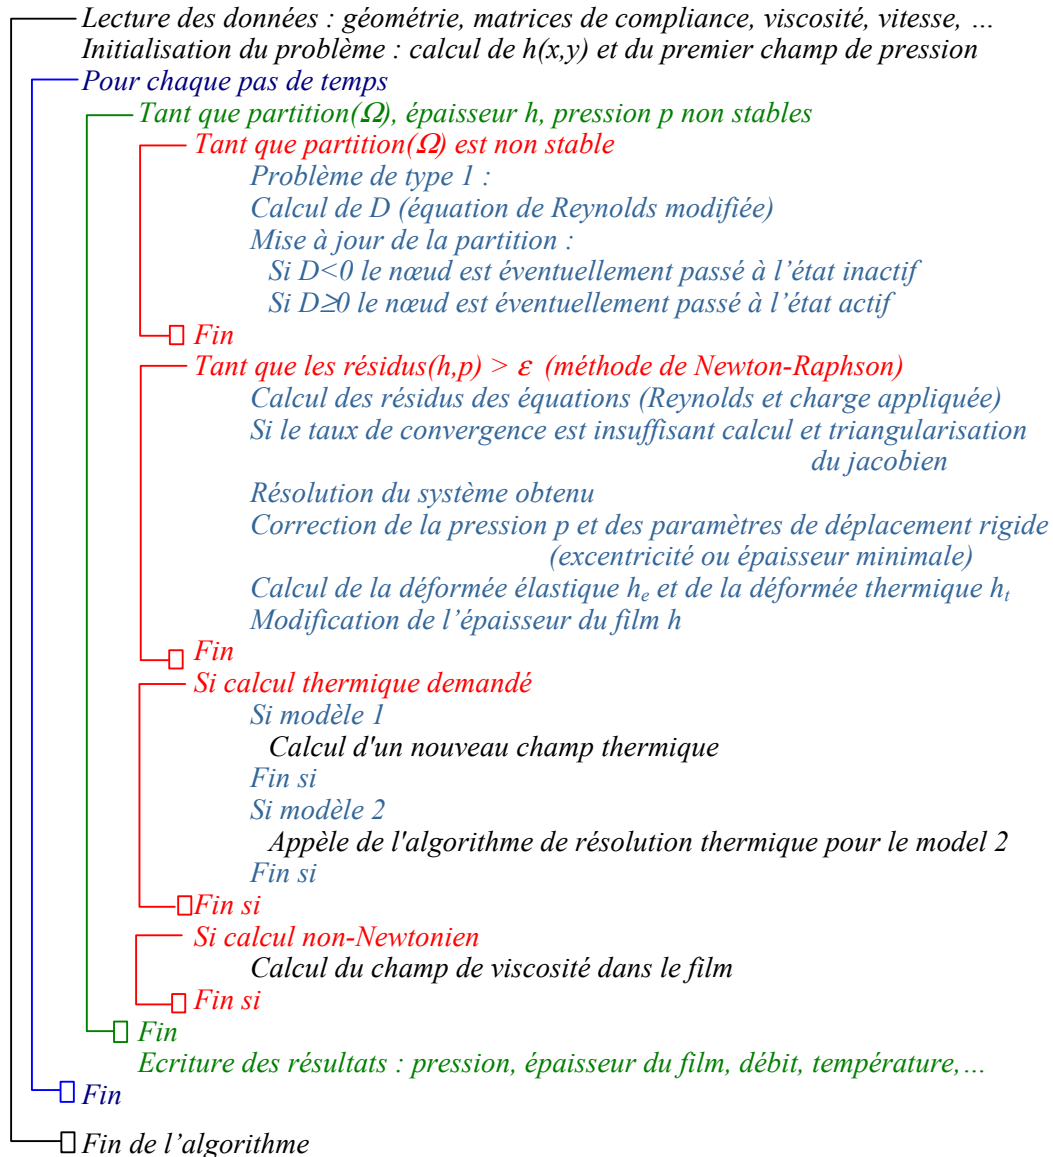 Lecture des données : géométrie, matrices de compliance, viscosité, vitesse, …
Initialisation du problème : calcul de h(x,y) et du premier champ de pression
Pour chaque pas de temps
Tant que partition(Ω), épaisseur h, pression p non stables
Tant que partition(Ω) est non stable
Problème de type 1 :
Calcul de D (équation de Reynolds modifiée)
Mise à jour de la partition :
Si D<0 le nœud est éventuellement passé à l’état inactif
Si D≥0 le nœud est éventuellement passé à l’état actif
Fin
Tant que les résidus(h,p) > ε (méthode de Newton-Raphson)
Calcul des résidus des équations (Reynolds et charge appliquée)
Si le taux de convergence est insuffisant calcul et triangularisation
du jacobien
Résolution du système obtenu
Correction de la pression p et des paramètres de déplacement rigide
(excentricité ou épaisseur minimale)
Calcul de la déformée élastique hₑ et de la déformée thermique hₜ
Modification de l’épaisseur du film h
Fin
Si calcul thermique demandé
Si modèle 1
Calcul d'un nouveau champ thermique
Fin si
Si modèle 2
Appèle de l'algorithme de résolution thermique pour le model 2
Fin si
Fin si
Si calcul non-Newtonien
Calcul du champ de viscosité dans le film
Fin si
Fin
Ecriture des résultats : pression, épaisseur du film, débit, température,…
Fin
Fin de l’algorithme